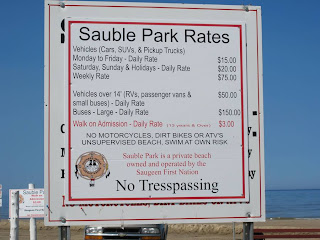 Sauble Park Rates
Vehicles (Cars, SUVs, & Pickup Trucks)
Monday to Friday - Daily Rate $15.00
Saturday, Sunday & Holidays - Daily Rate $20.00
Weekly Rate $75.00
Vehicles over 14' (RVs, passenger vans & $50.00
small buses) - Daily Rate
Buses - Large - Daily Rate $150.00
Walk on Admission - Daily Rate $3.00
NO MOTORCYCLES, DIRT BIKES OR ATV'S
UNSUPERVISED BEACH, SWIM AT OWN RISK
Sauble Park is a private beach
owned and operated by the
Saugeen First Nation
No Tresspassing